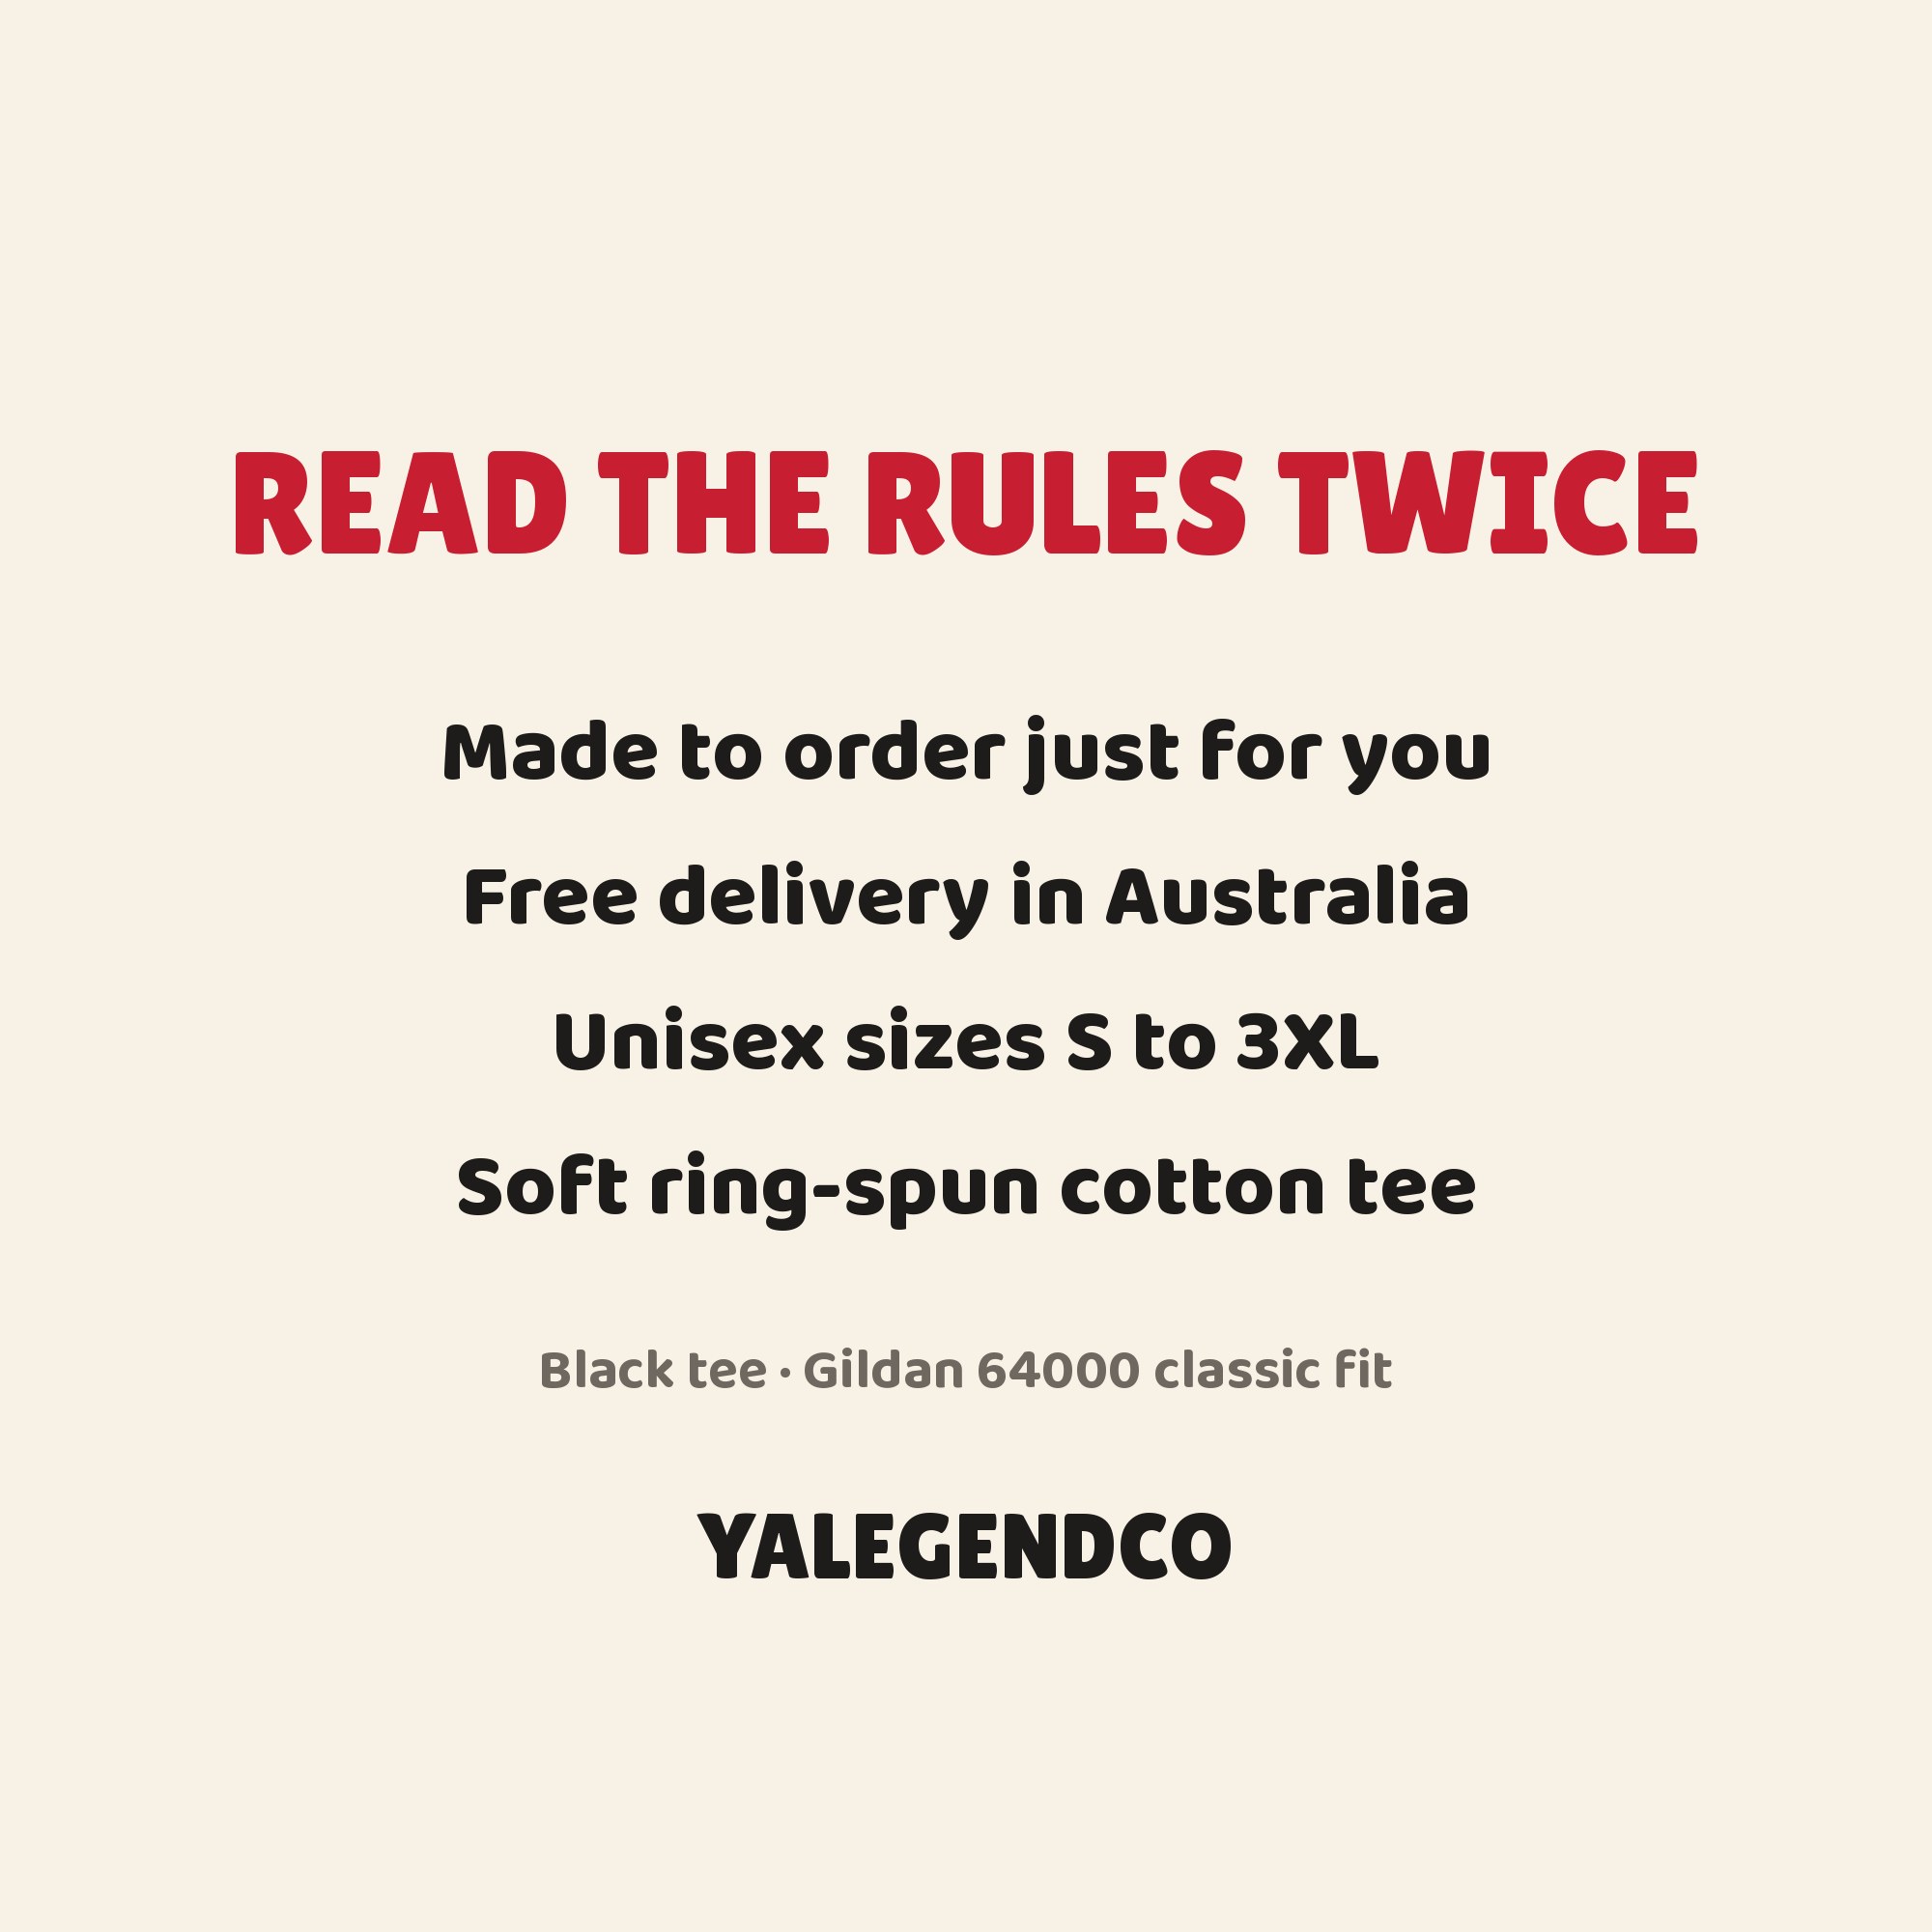 READ THE RULES TWICE
Made to order just for you
Free delivery in Australia
Unisex sizes S to 3XL
Soft ring-spun cotton tee
Black tee · Gildan 64000 classic fit
YALEGENDCO